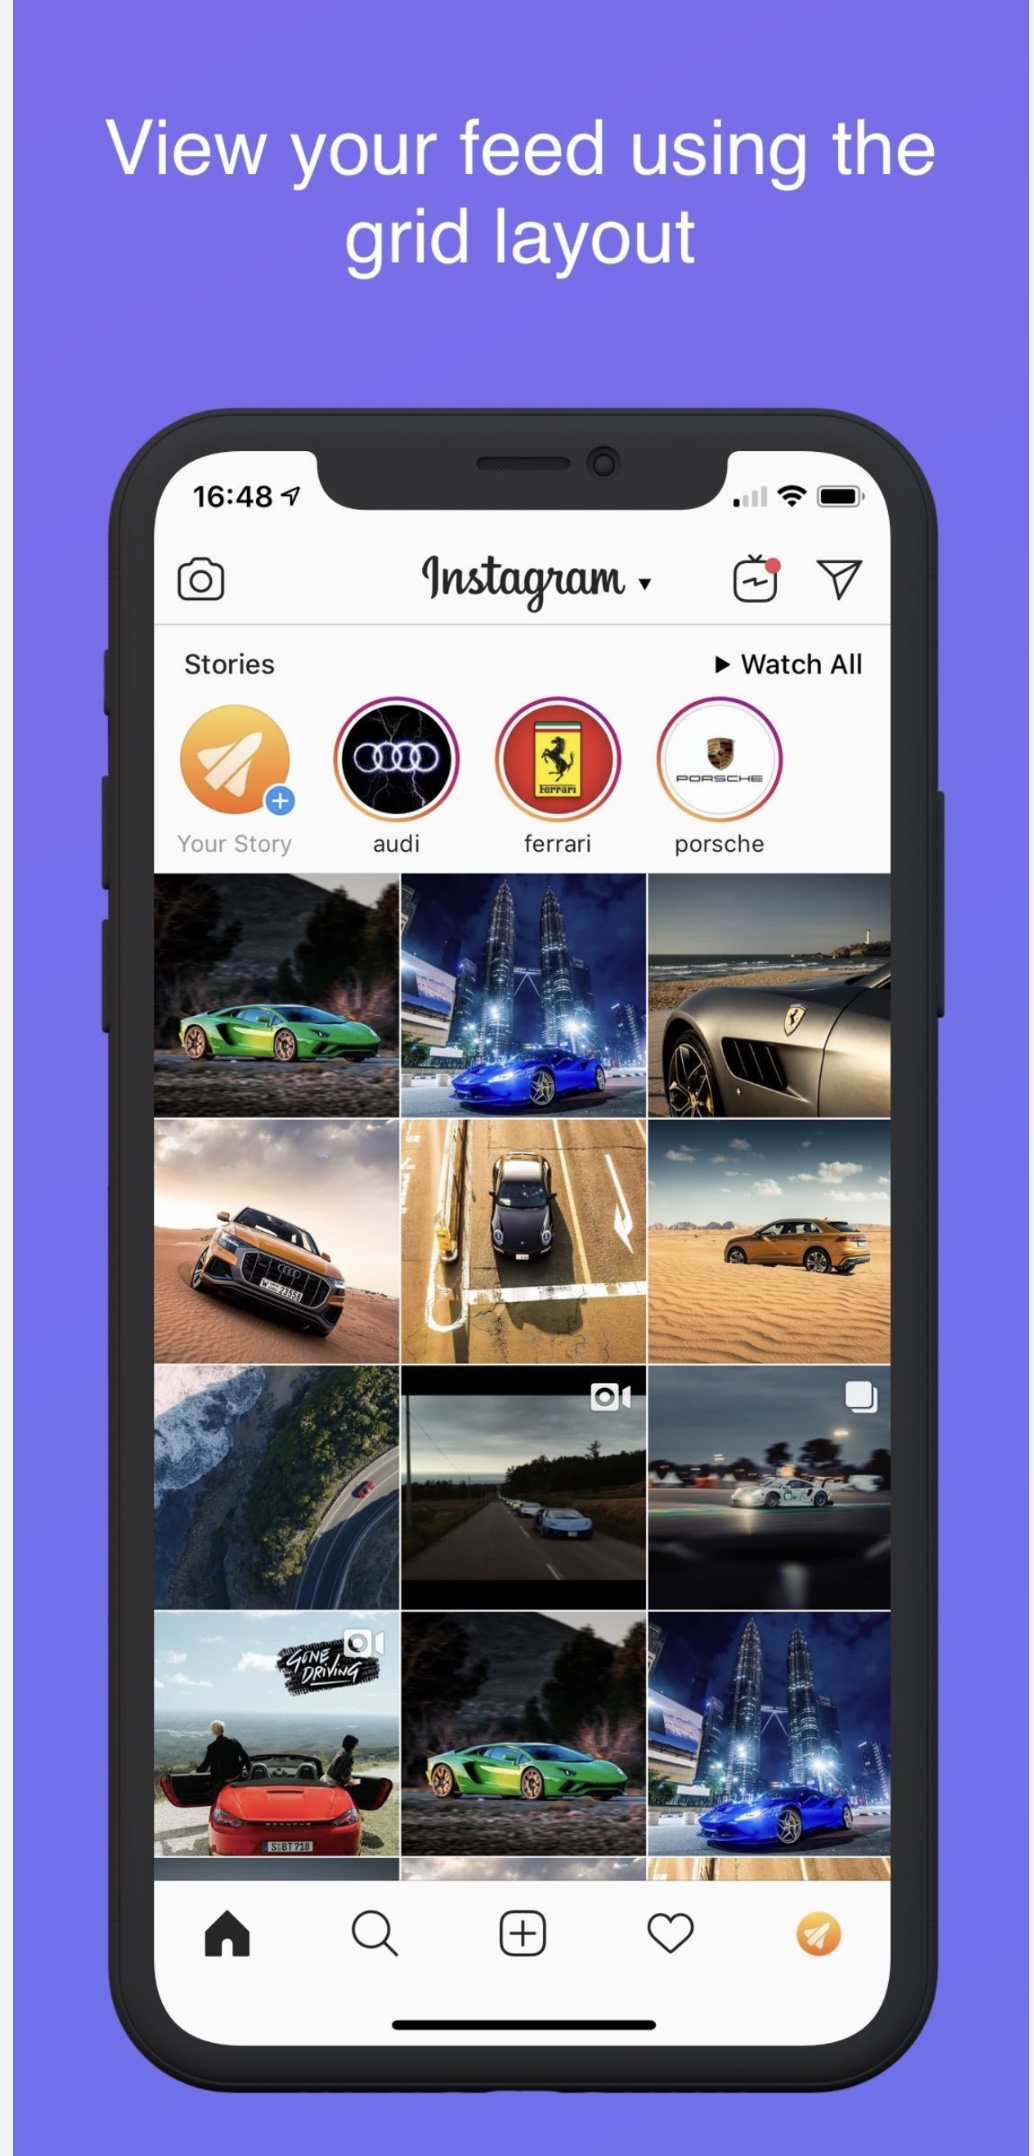 View your feed using the
grid layout
16:48
Instagram
Stories
Watch All
Ferrari
PORSCHE
Your Story
audi
ferrari
porsche
GONE
DRIVING
PORSCHE
S BT 718